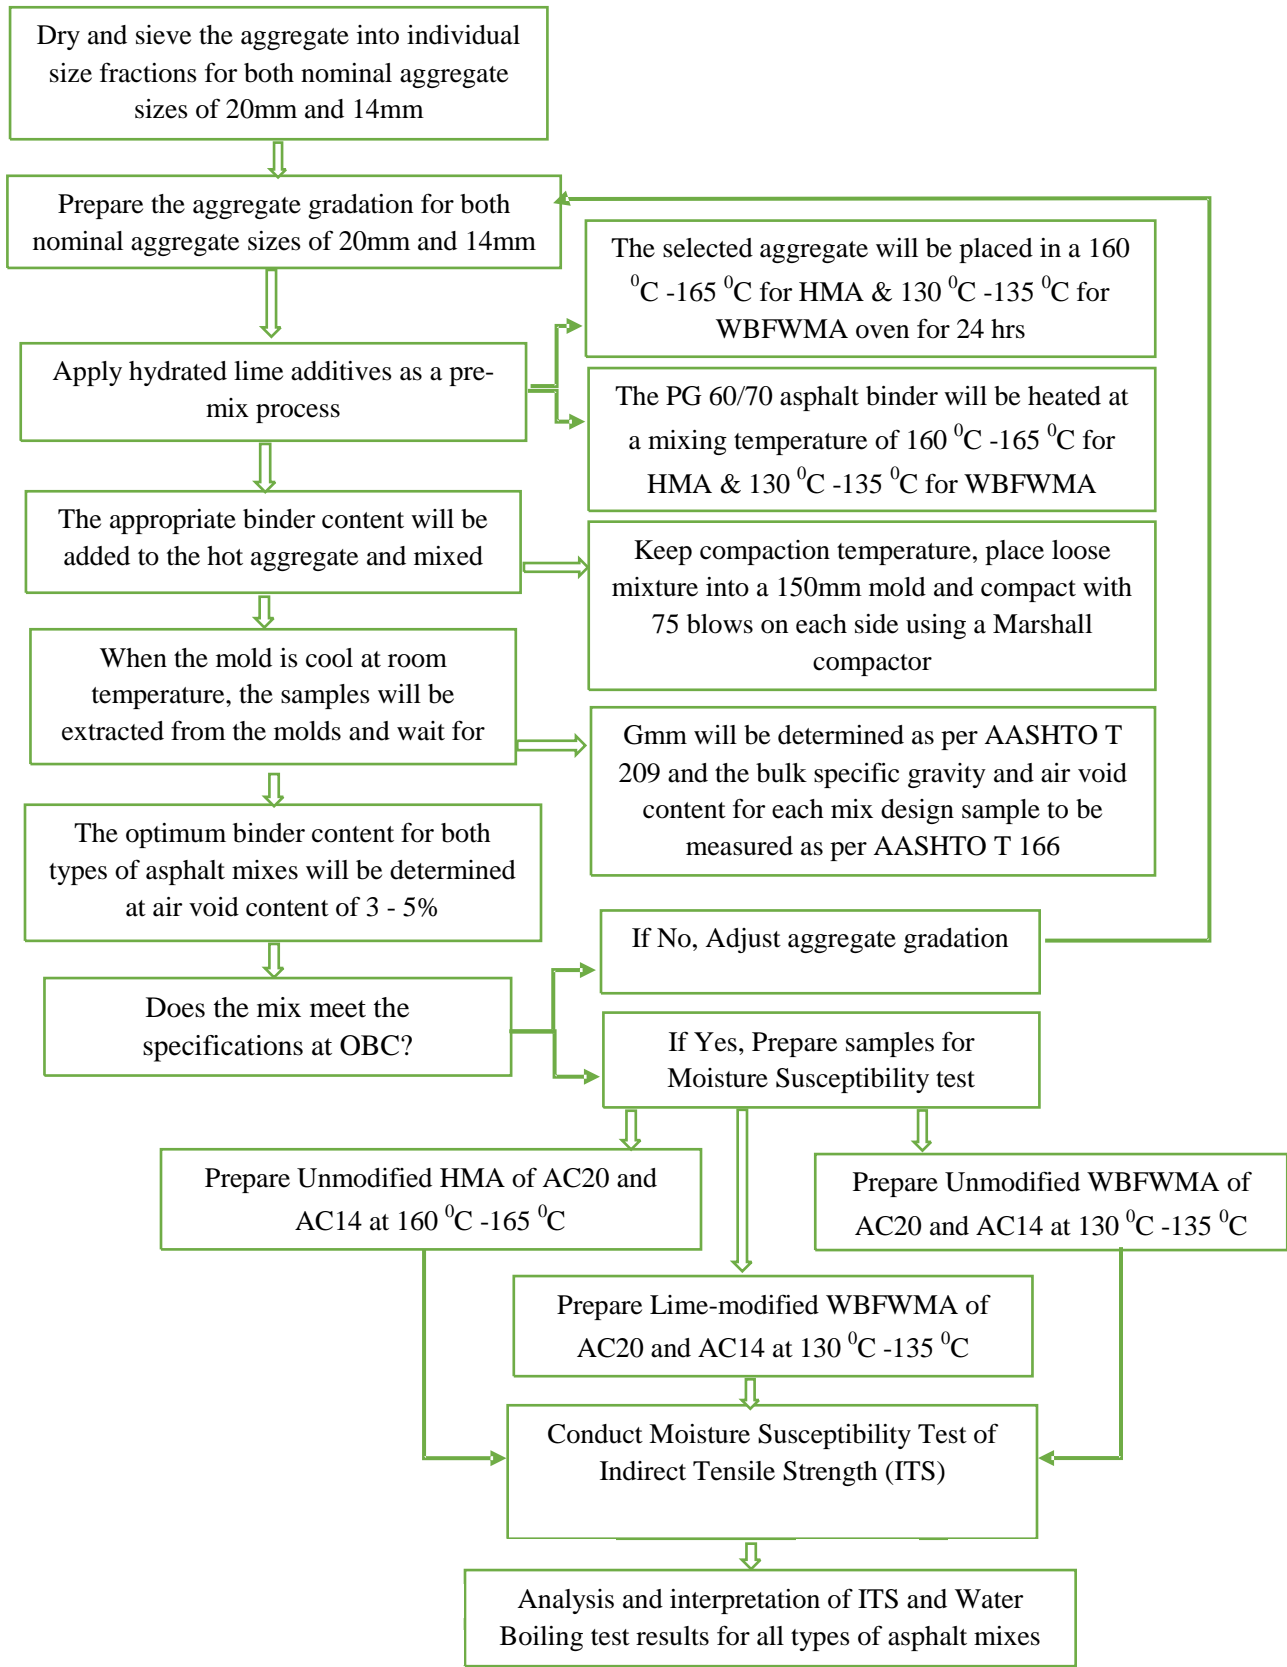 Dry and sieve the aggregate into individual
size fractions for both nominal aggregate
sizes of 20mm and 14mm
Prepare the aggregate gradation for both
nominal aggregate sizes of 20mm and 14mm
The selected aggregate will be placed in a 160
⁰C -165 ⁰C for HMA & 130 ⁰C -135 ⁰C for
WBFWMA oven for 24 hrs
Apply hydrated lime additives as a pre-
mix process
The PG 60/70 asphalt binder will be heated at
a mixing temperature of 160 ⁰C -165 ⁰C for
HMA & 130 ⁰C -135 ⁰C for WBFWMA
The appropriate binder content will be
added to the hot aggregate and mixed
Keep compaction temperature, place loose
mixture into a 150mm mold and compact with
75 blows on each side using a Marshall
compactor
When the mold is cool at room
temperature, the samples will be
extracted from the molds and wait for
Gmm will be determined as per AASHTO T
209 and the bulk specific gravity and air void
content for each mix design sample to be
measured as per AASHTO T 166
The optimum binder content for both
types of asphalt mixes will be determined
at air void content of 3 - 5%
If No, Adjust aggregate gradation
Does the mix meet the
specifications at OBC?
If Yes, Prepare samples for
Moisture Susceptibility test
Prepare Unmodified HMA of AC20 and
AC14 at 160 ⁰C -165 ⁰C
Prepare Unmodified WBFWMA of
AC20 and AC14 at 130 ⁰C -135 ⁰C
Prepare Lime-modified WBFWMA of
AC20 and AC14 at 130 ⁰C -135 ⁰C
Conduct Moisture Susceptibility Test of
Indirect Tensile Strength (ITS)
Analysis and interpretation of ITS and Water
Boiling test results for all types of asphalt mixes